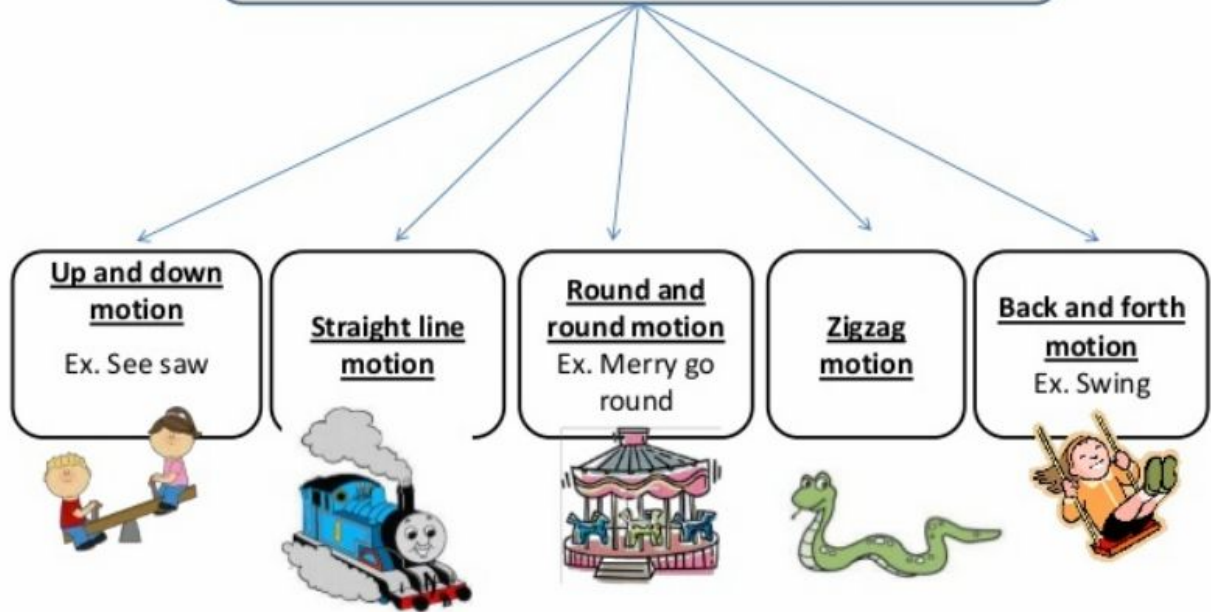 Up and down
motion
Ex. See saw
Straight line
motion
Round and
round motion
Ex. Merry go
round
Zigzag
motion
Back and forth
motion
Ex. Swing